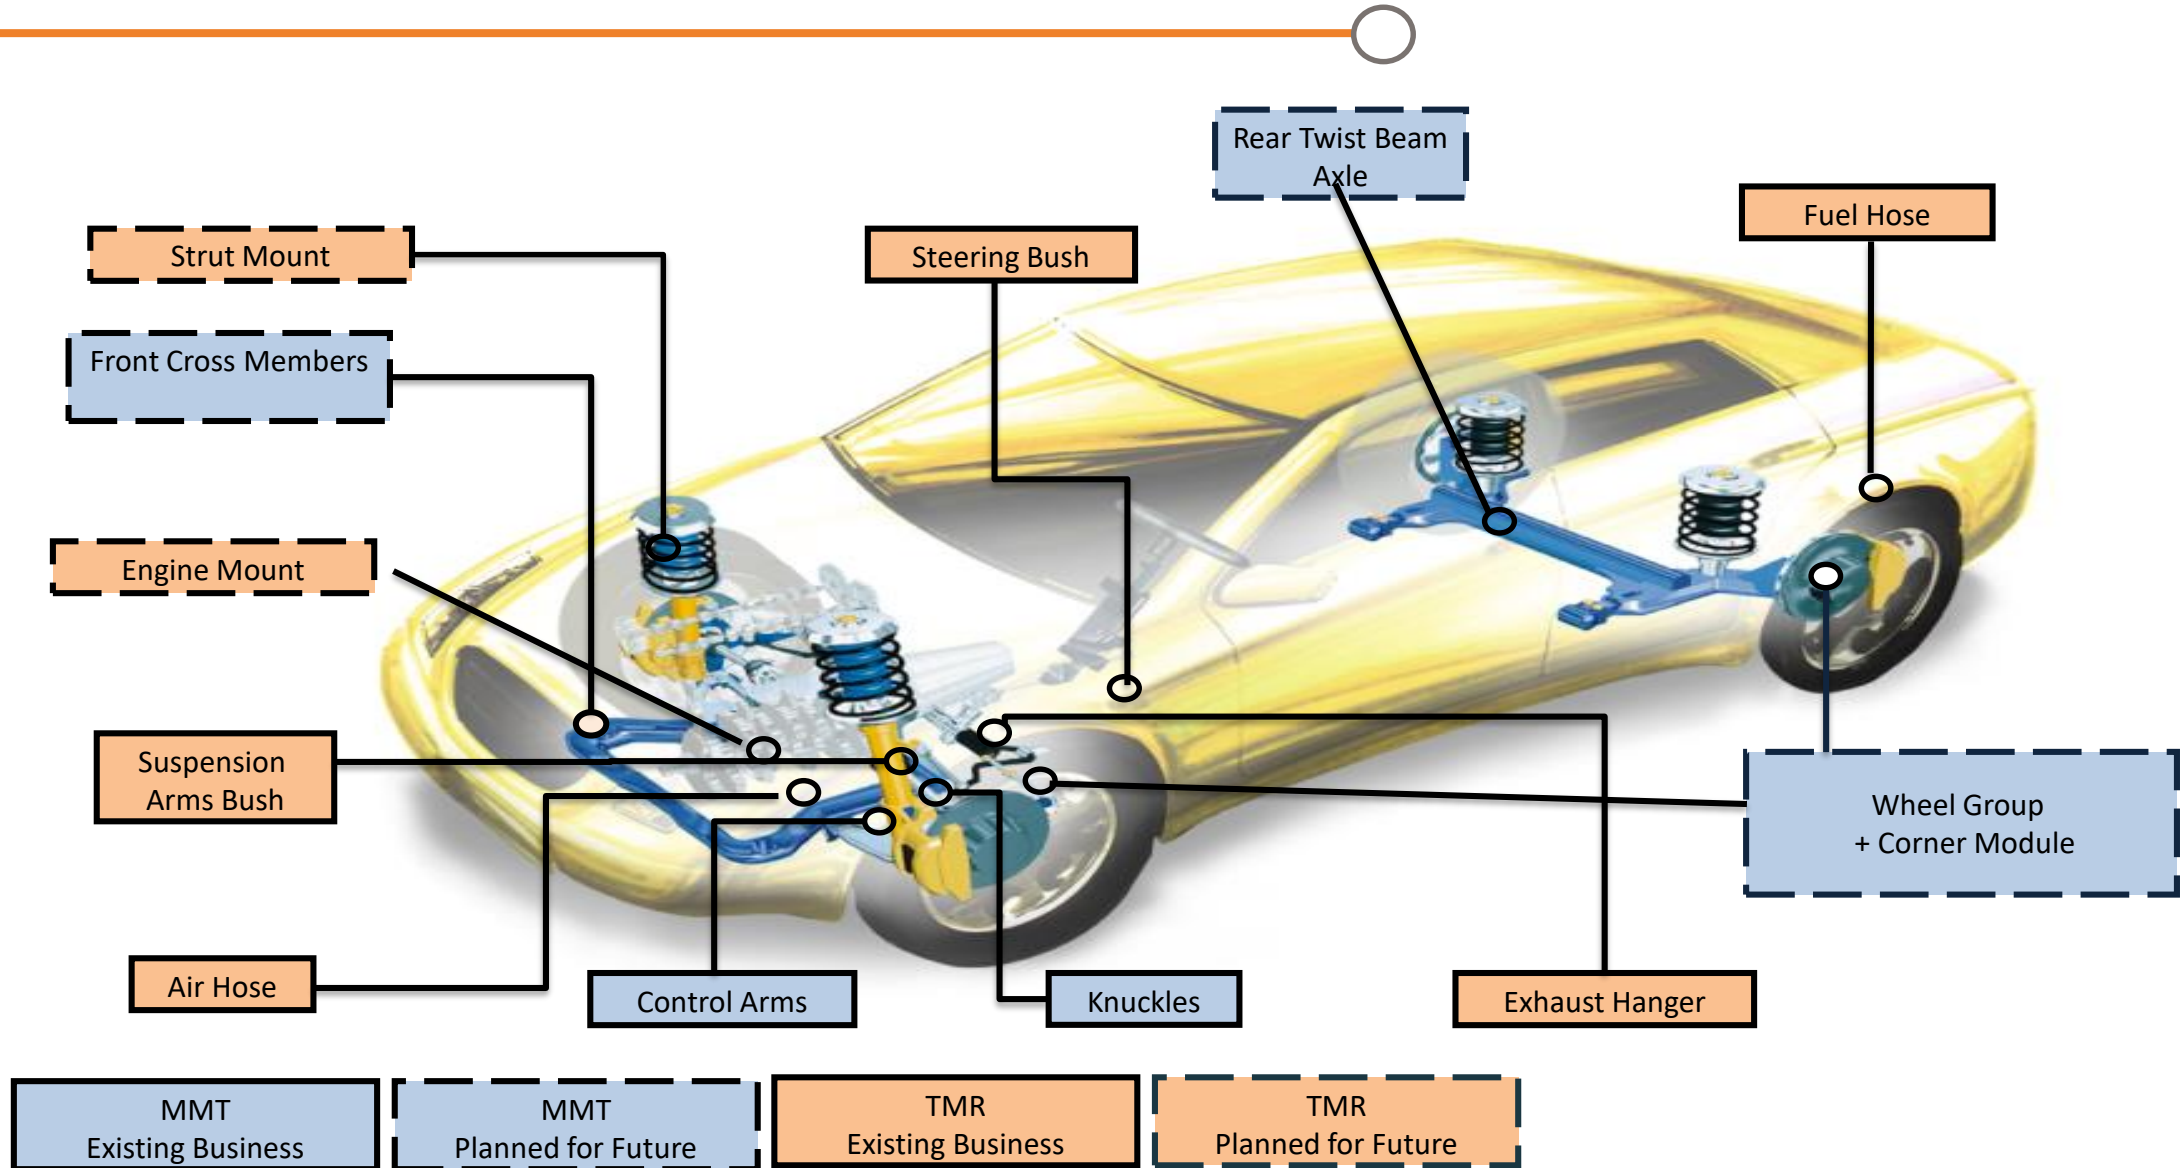 Rear Twist Beam
Axle
Fuel Hose
Strut Mount
Steering Bush
Front Cross Members
Engine Mount
Suspension
Arms Bush
Wheel Group
+ Corner Module
Air Hose
Control Arms
Knuckles
Exhaust Hanger
MMT
Existing Business
MMT
Planned for Future
TMR
Existing Business
TMR
Planned for Future